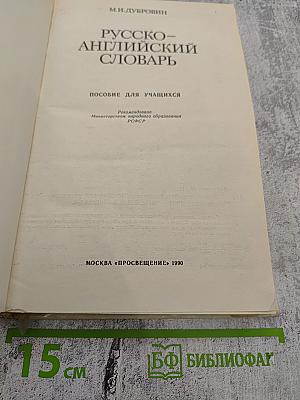 М. И. ДУБРОВИН
РУССКО-
АНГЛИЙСКИЙ
СЛОВАРЬ
ПОСОБИЕ ДЛЯ УЧАЩИХСЯ
Рекомендовано
Министерством народного образования
РСФСР
МОСКВА «ПРОСВЕЩЕНИЕ» 1990
15 см
БФ БИБЛИОФАГ